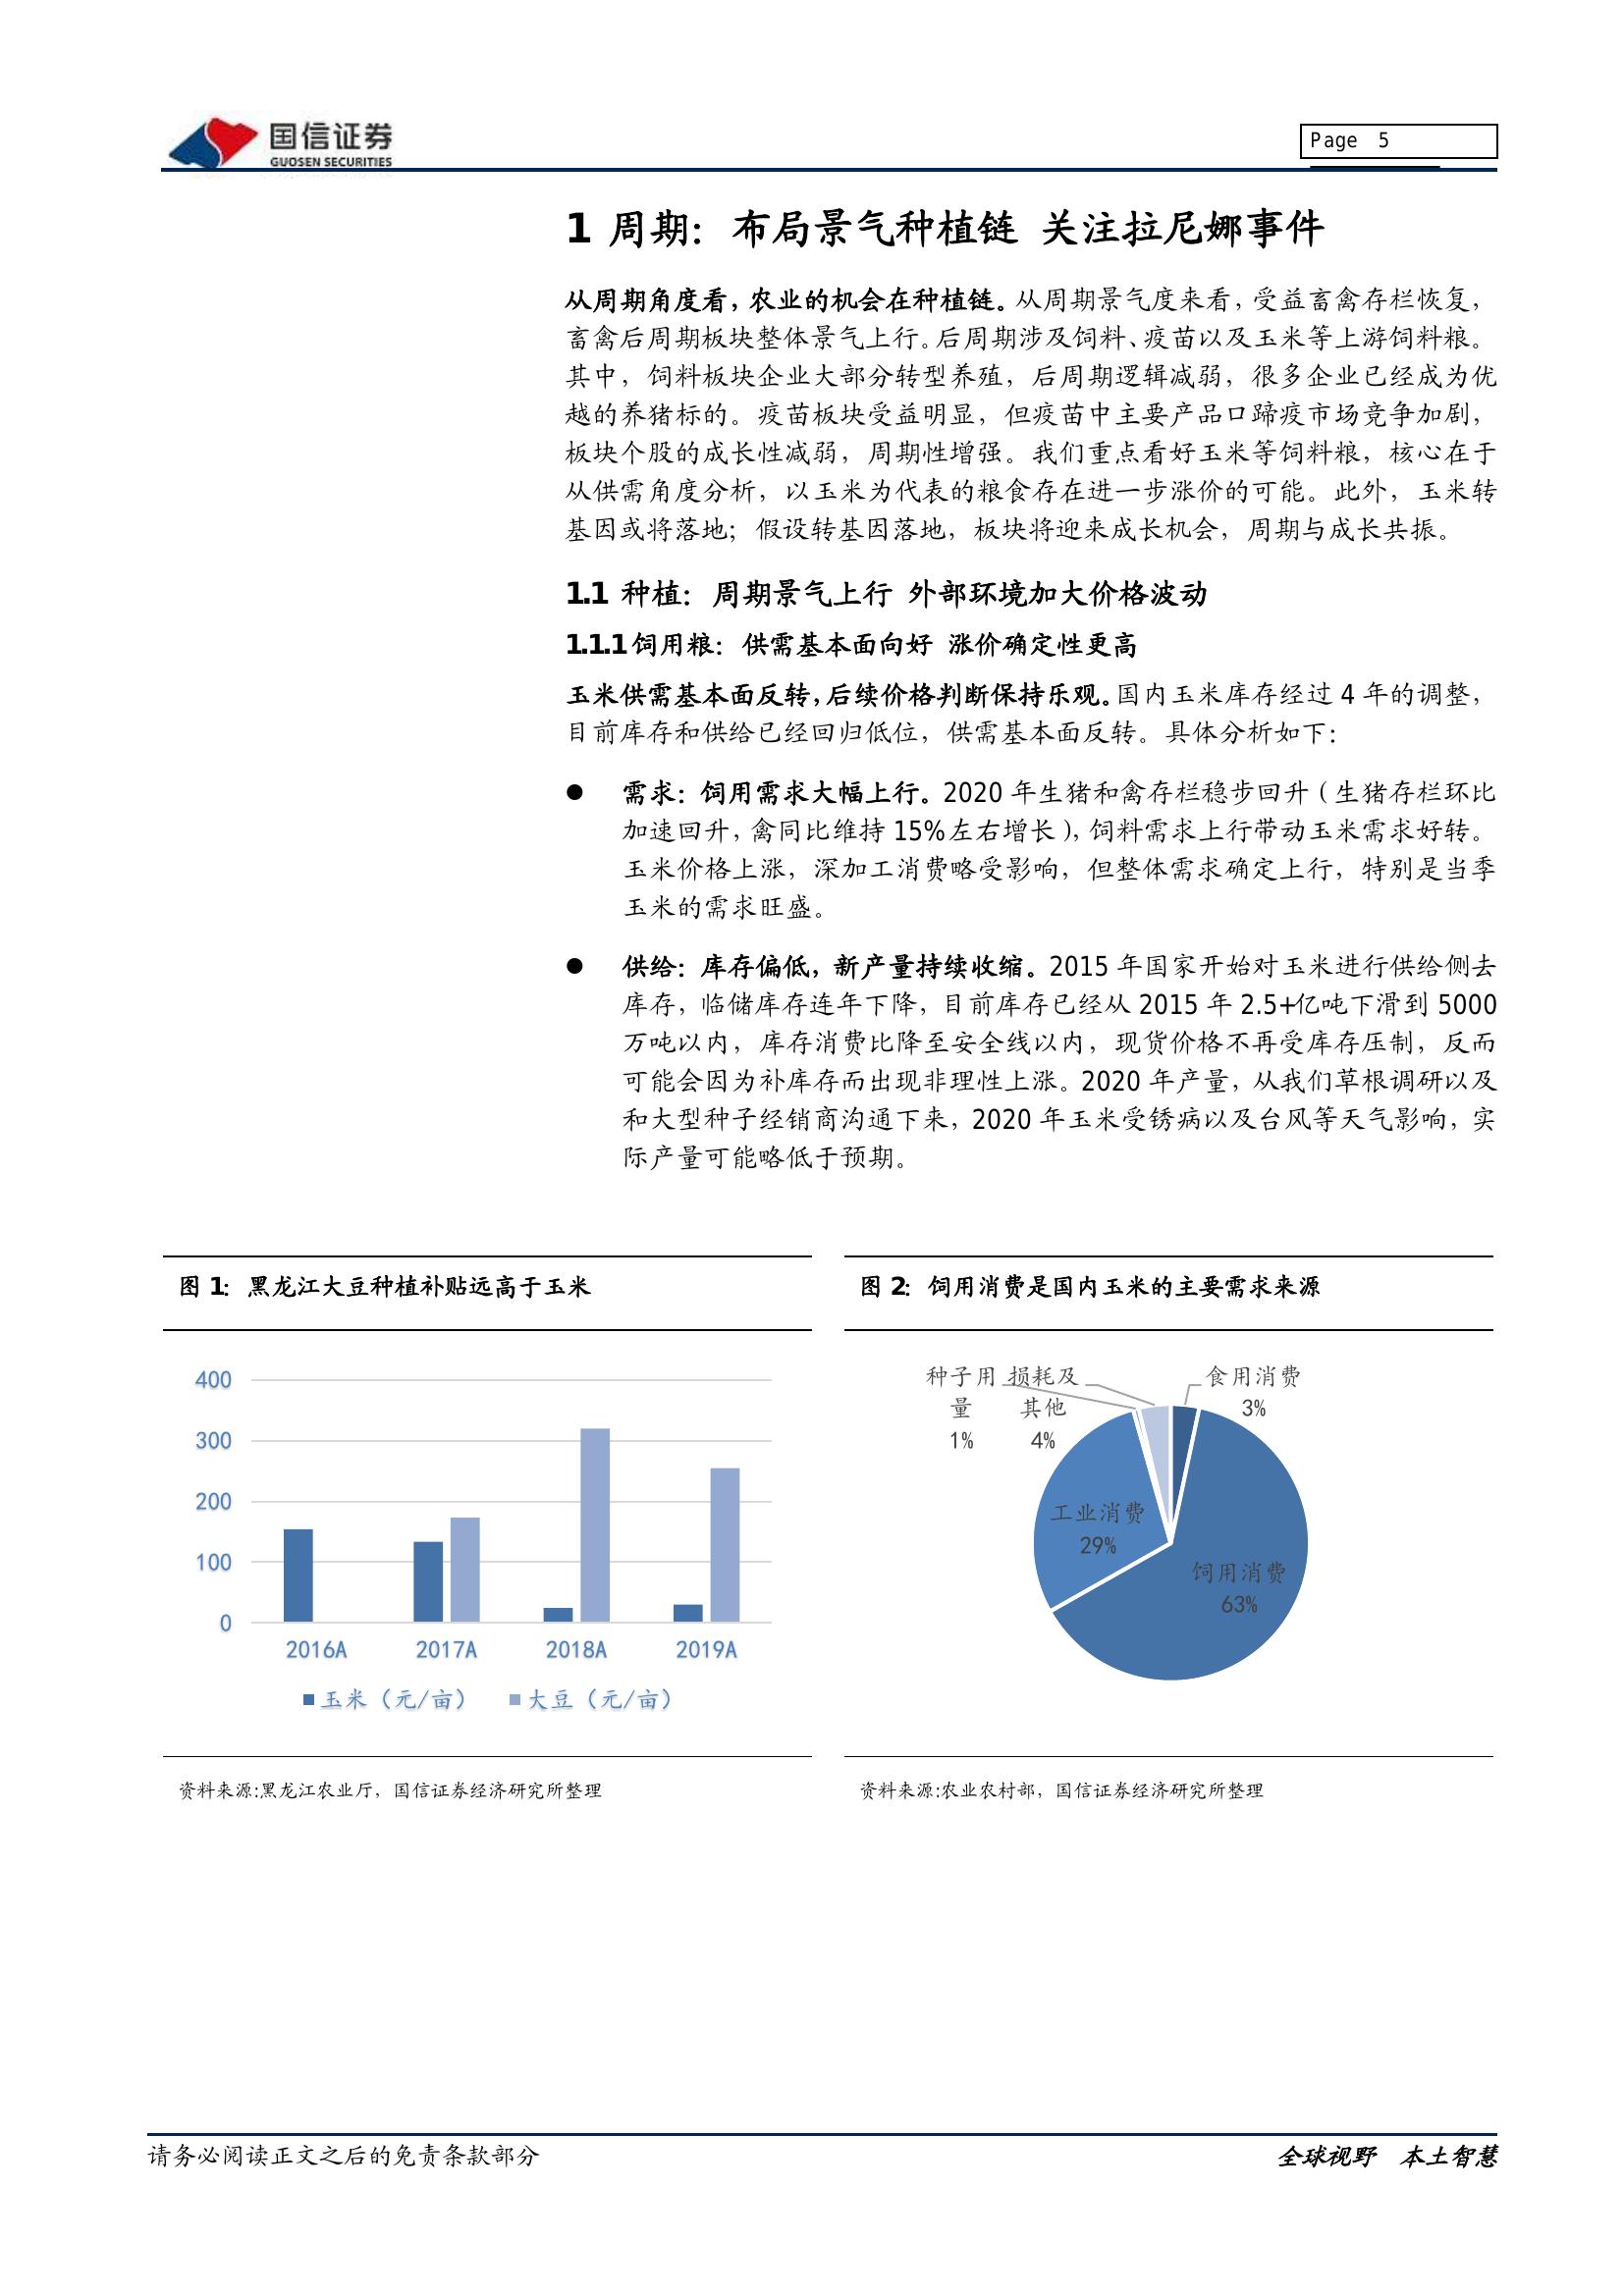 国信证券
GUOSEN SECURITIES
Page 5
1 周期：布局景气种植链 关注拉尼娜事件
从周期角度看，农业的机会在种植链。从周期景气度来看，受益畜禽存栏恢复，
畜禽后周期板块整体景气上行。后周期涉及饲料、疫苗以及玉米等上游饲料粮。
其中，饲料板块企业大部分转型养殖，后周期逻辑减弱，很多企业已经成为优
越的养猪标的。疫苗板块受益明显，但疫苗中主要产品口蹄疫市场竞争加剧，
板块个股的成长性减弱，周期性增强。我们重点看好玉米等饲料粮，核心在于
从供需角度分析，以玉米为代表的粮食存在进一步涨价的可能。此外，玉米转
基因或将落地；假设转基因落地，板块将迎来成长机会，周期与成长共振。
1.1 种植：周期景气上行 外部环境加大价格波动
1.1.1饲用粮：供需基本面向好 涨价确定性更高
玉米供需基本面反转，后续价格判断保持乐观。国内玉米库存经过 4 年的调整，
目前库存和供给已经回归低位，供需基本面反转。具体分析如下：
● 需求：饲用需求大幅上行。2020 年生猪和禽存栏稳步回升（生猪存栏环比
加速回升，禽同比维持 15%左右增长），饲料需求上行带动玉米需求好转。
玉米价格上涨，深加工消费略受影响，但整体需求确定上行，特别是当季
玉米的需求旺盛。
● 供给：库存偏低，新产量持续收缩。2015 年国家开始对玉米进行供给侧去
库存，临储库存连年下降，目前库存已经从 2015 年 2.5+亿吨下滑到 5000
万吨以内，库存消费比降至安全线以内，现货价格不再受库存压制，反而
可能会因为补库存而出现非理性上涨。2020 年产量，从我们草根调研以及
和大型种子经销商沟通下来，2020 年玉米受锈病以及台风等天气影响，实
际产量可能略低于预期。
图 1：黑龙江大豆种植补贴远高于玉米
400
300
200
100
0
2016A 2017A 2018A 2019A
玉米（元/亩） 大豆（元/亩）
资料来源:黑龙江农业厅，国信证券经济研究所整理
图 2：饲用消费是国内玉米的主要需求来源
种子用
量
1%
损耗及
其他
4%
食用消费
3%
工业消费
29%
饲用消费
63%
资料来源:农业农村部，国信证券经济研究所整理
请务必阅读正文之后的免责条款部分
全球视野 本土智慧